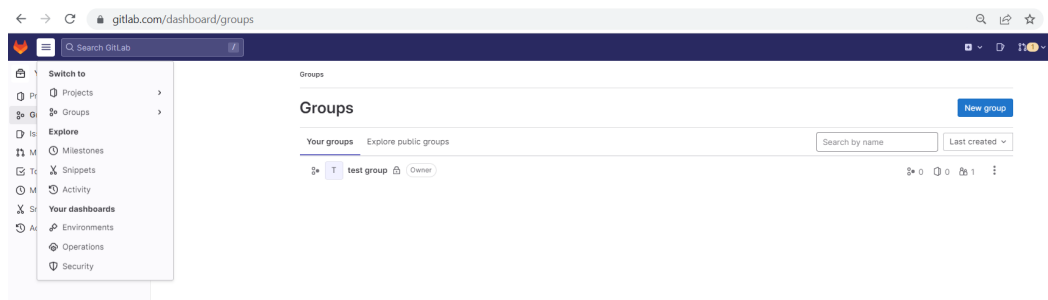 gitlab.com/dashboard/groups
Search GitLab /
1
Switch to
Projects
Groups
Explore
Milestones
Snippets
Activity
Your dashboards
Environments
Operations
Security
Groups
Groups
New group
Your groups Explore public groups
Search by name
Last created
T test group Owner
0 0 1